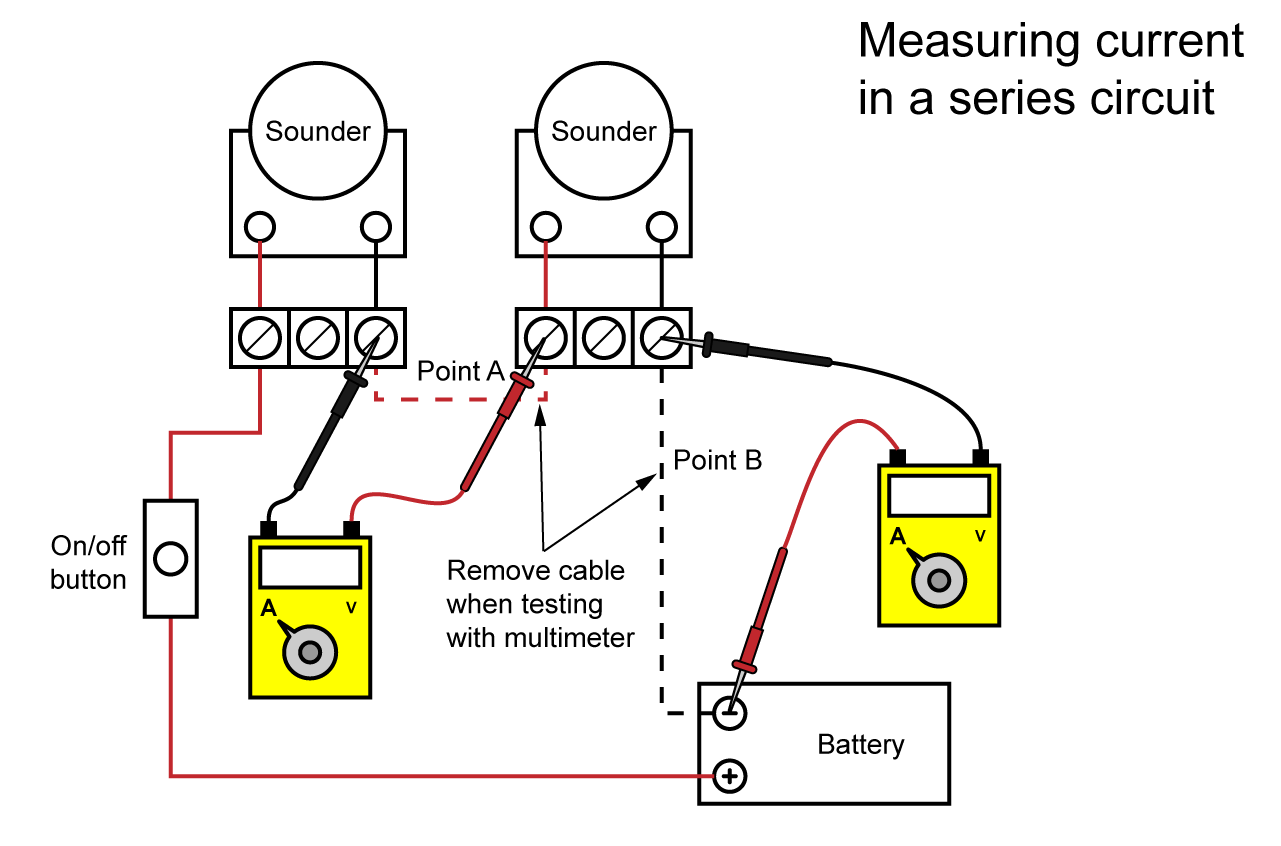 Measuring current
in a series circuit
Sounder
Sounder
Point A
Point B
On/off
button
Remove cable
when testing
with multimeter
A
v
A
v
Battery
−
+